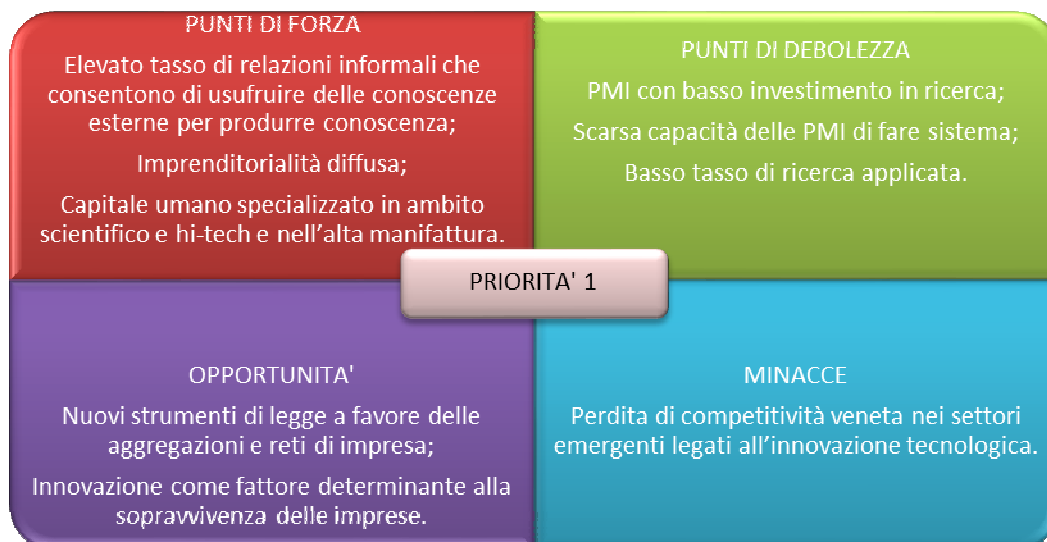 PUNTI DI FORZA
Elevato tasso di relazioni informali che
consentono di usufruire delle conoscenze
esterne per produrre conoscenza;
Imprenditorialità diffusa;
Capitale umano specializzato in ambito
scientifico e hi-tech e nell'alta manifattura.
PUNTI DI DEBOLEZZA
PMI con basso investimento in ricerca;
Scarsa capacità delle PMI di fare sistema;
Basso tasso di ricerca applicata.
PRIORITA' 1
OPPORTUNITA'
Nuovi strumenti di legge a favore delle
aggregazioni e reti di impresa;
Innovazione come fattore determinante alla
sopravvivenza delle imprese.
MINACCE
Perdita di competitività veneta nei settori
emergenti legati all'innovazione tecnologica.